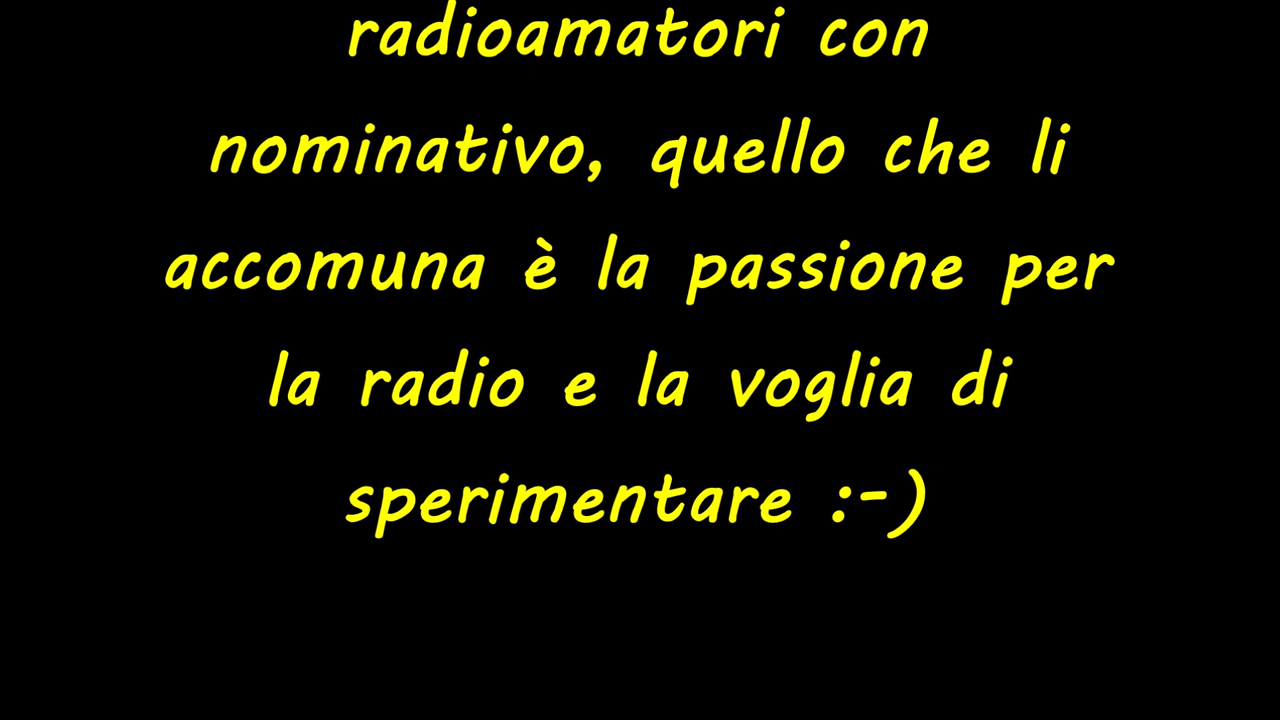 radioamatori con
nominativo, quello che li
accomuna è la passione per
la radio e la voglia di
sperimentare :-)